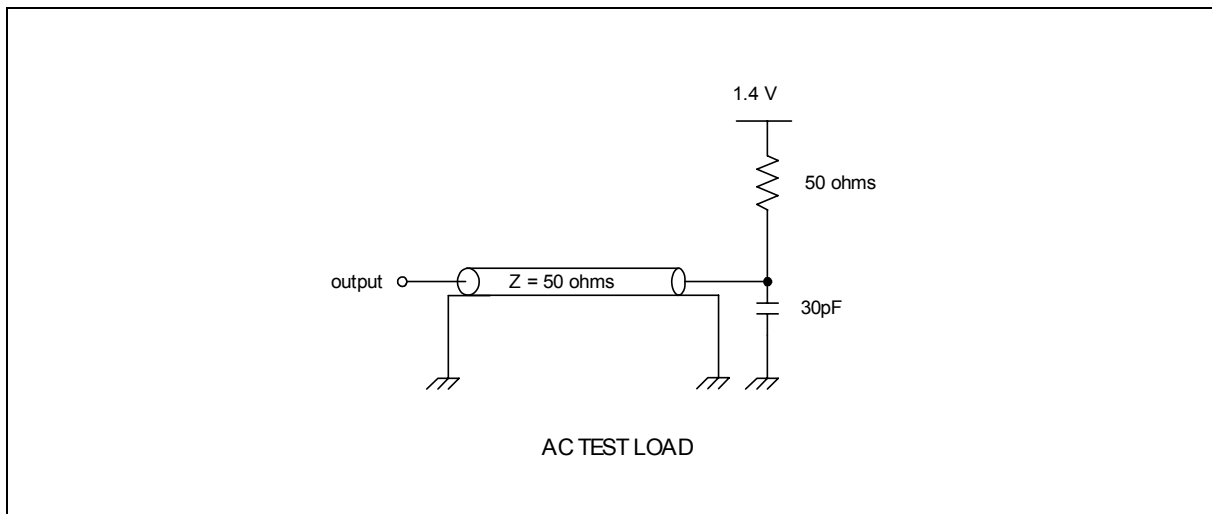 1.4 V
50 ohms
output
Z = 50 ohms
30pF
AC TEST LOAD